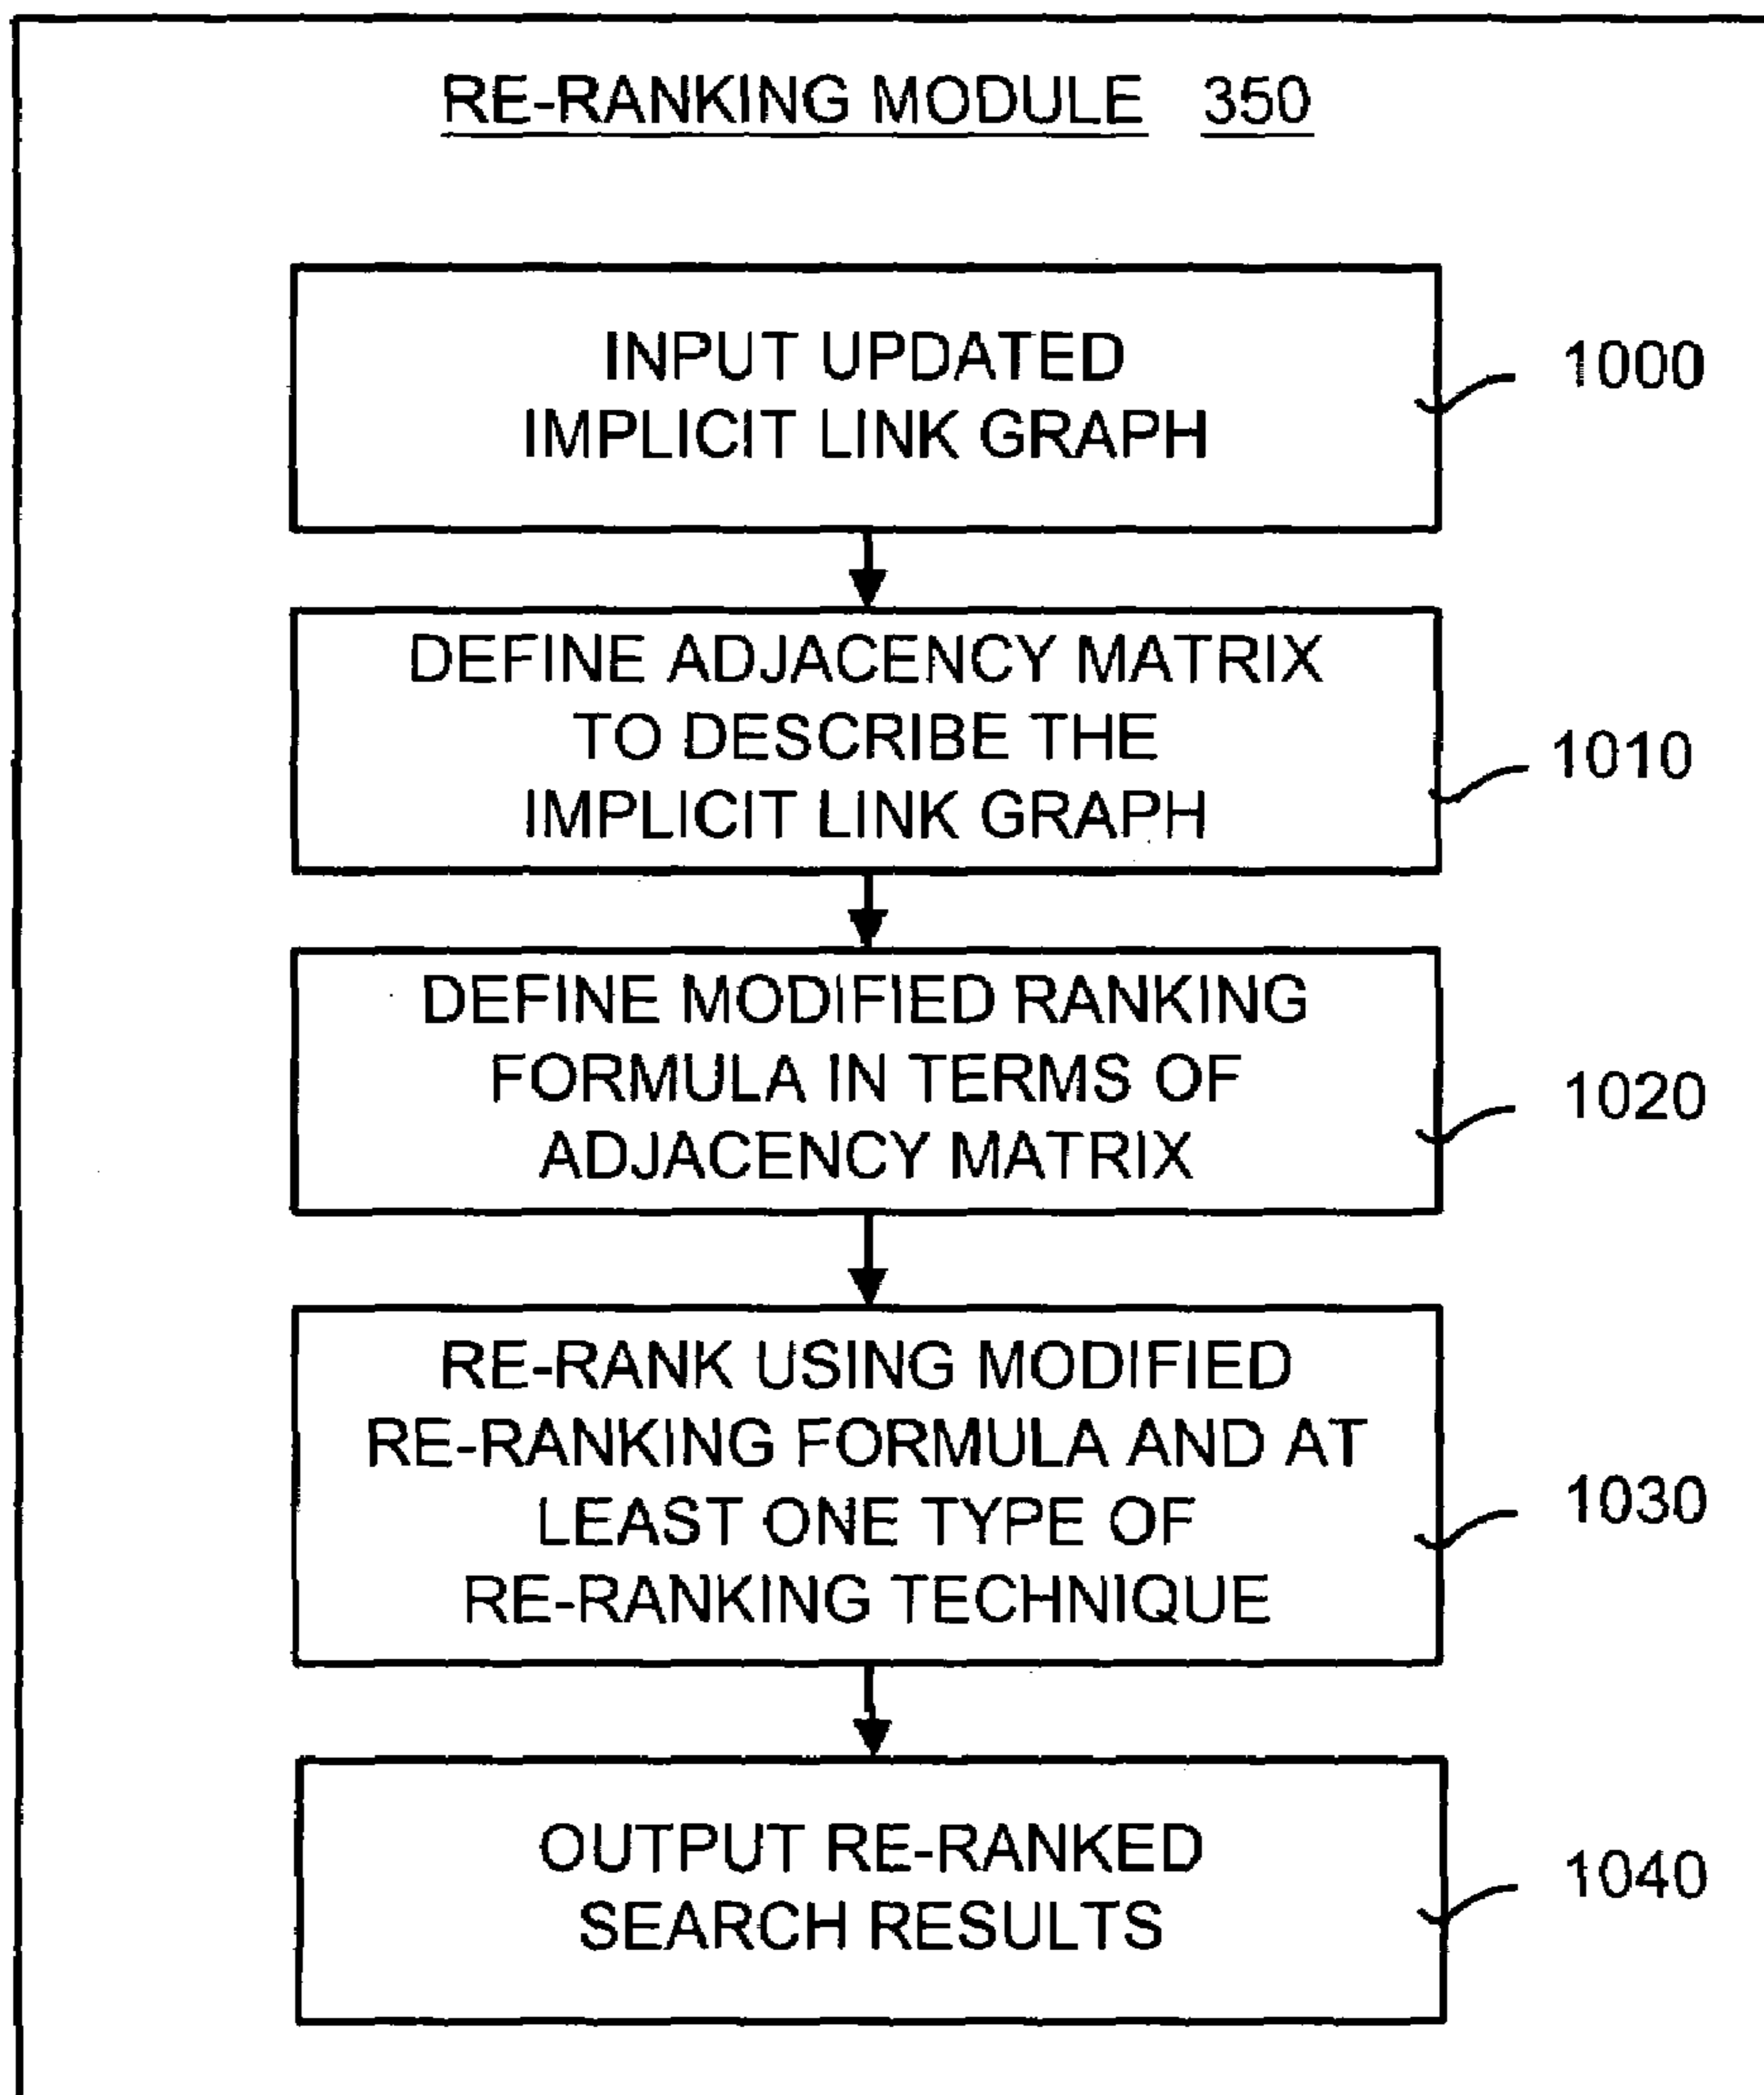 RE-RANKING MODULE 350
INPUT UPDATED
IMPLICIT LINK GRAPH
1000
DEFINE ADJACENCY MATRIX
TO DESCRIBE THE
IMPLICIT LINK GRAPH
1010
DEFINE MODIFIED RANKING
FORMULA IN TERMS OF
ADJACENCY MATRIX
1020
RE-RANK USING MODIFIED
RE-RANKING FORMULA AND AT
LEAST ONE TYPE OF
RE-RANKING TECHNIQUE
1030
OUTPUT RE-RANKED
SEARCH RESULTS
1040